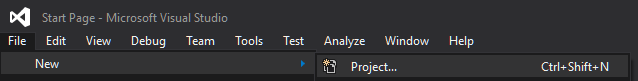 Start Page - Microsoft Visual Studio
File Edit View Debug Team Tools Test Analyze Window Help
New Project... Ctrl+Shift+N